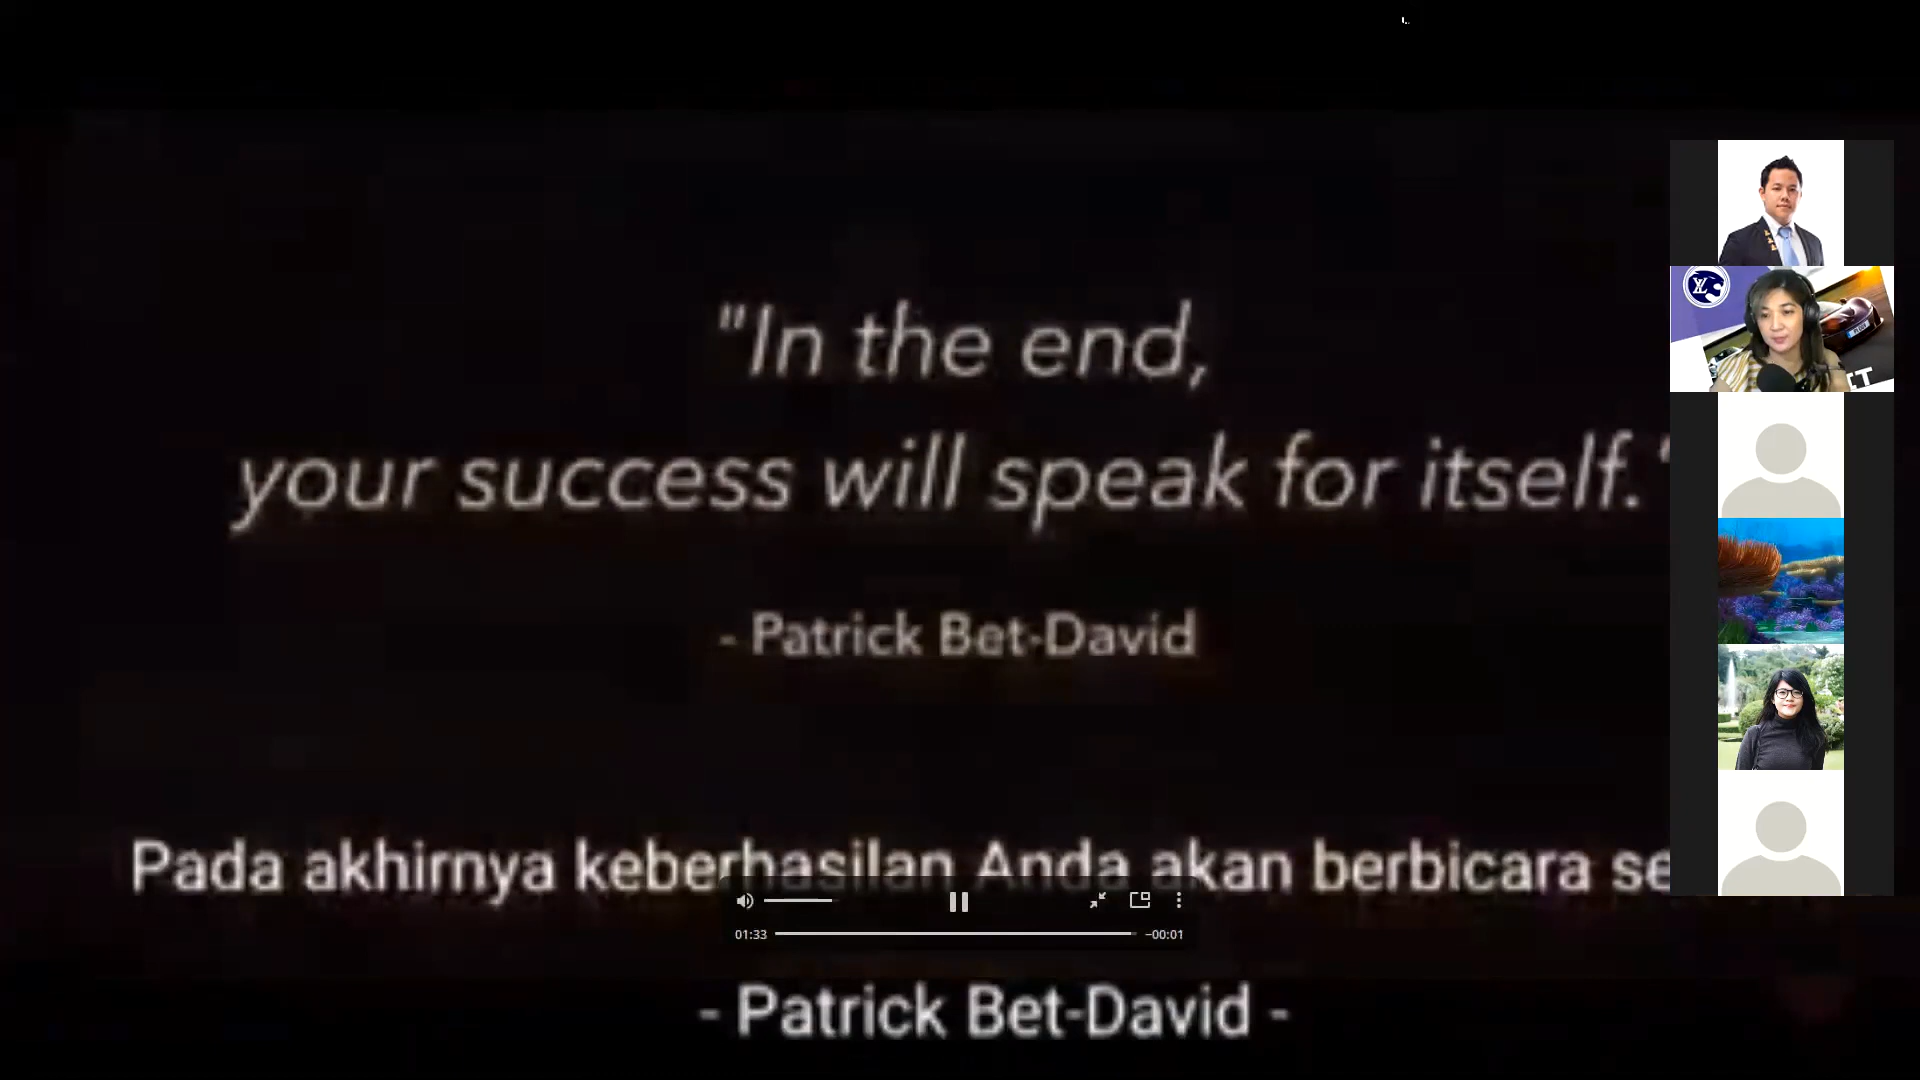 "In the end,
your success will speak for itself."
- Patrick Bet-David
Pada akhirnya keberhasilan Anda akan berbicara se
01:33
−00:01
- Patrick Bet-David -